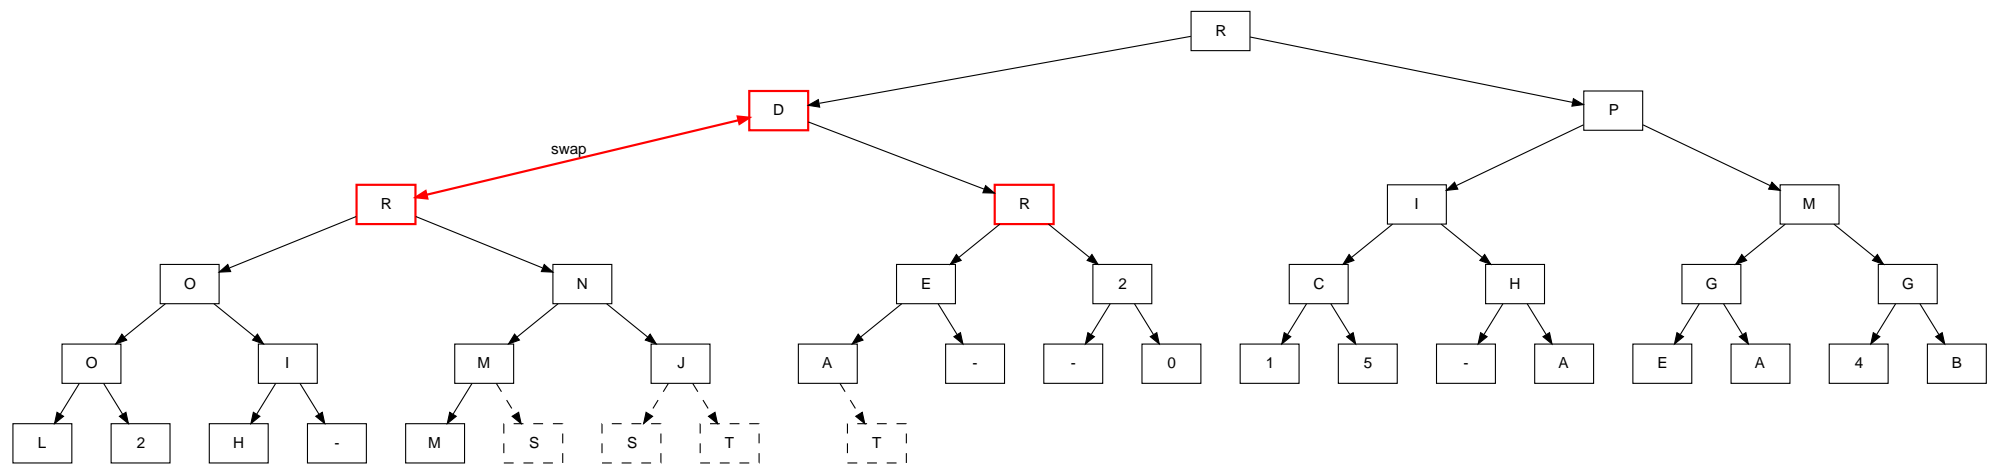 R
D P
swap
R R I M
O N E 2 C H G G
O I M J A - - 0 1 5 - A E A 4 B
L 2 H - M S S T T